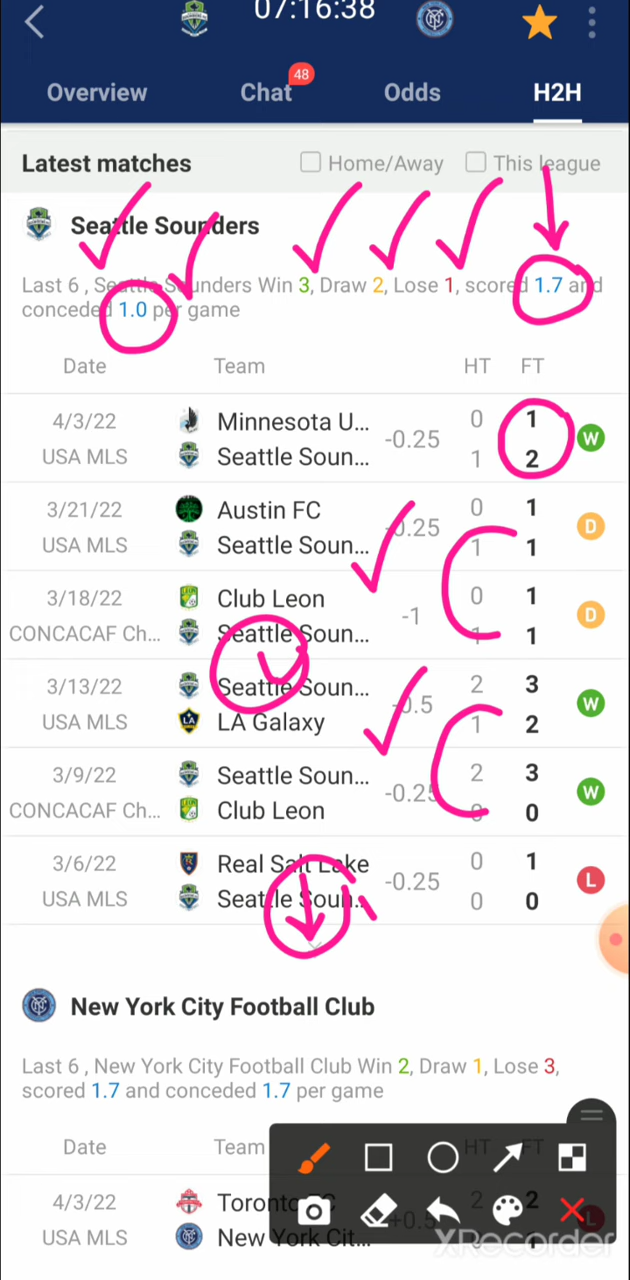 07:16:38
Overview Chat 48 Odds H2H
Latest matches Home/Away This league
Seattle Sounders
Last 6 , Seattle Sounders Win 3, Draw 2, Lose 1, scored 1.7 and
conceded 1.0 per game
Date Team HT FT
4/3/22 Minnesota U... 0 1
USA MLS Seattle Soun... -0.25 1 2 W
3/21/22 Austin FC 0 1
USA MLS Seattle Soun... -0.25 1 1 D
3/18/22 Club Leon 0 1
CONCACAF Ch... Seattle Soun... -1 1 1 D
3/13/22 Seattle Soun... 2 3
USA MLS LA Galaxy -0.5 1 2 W
3/9/22 Seattle Soun... 2 3
CONCACAF Ch... Club Leon -0.25 0 0 W
3/6/22 Real Salt Lake 0 1
USA MLS Seattle Soun... -0.25 0 0 L
New York City Football Club
Last 6 , New York City Football Club Win 2, Draw 1, Lose 3,
scored 1.7 and conceded 1.7 per game
Date Team HT FT
4/3/22 Toronto FC 2 2
USA MLS New York Cit... +0.5 1 L
XRecorder